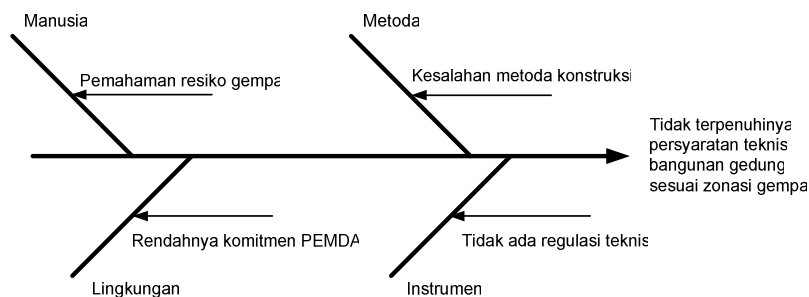 Manusia
Metoda
Pemahaman resiko gempa
Kesalahan metoda konstruksi
Tidak terpenuhinya
persyaratan teknis
bangunan gedung
sesuai zonasi gempa
Rendahnya komitmen PEMDA
Tidak ada regulasi teknis
Lingkungan
Instrumen